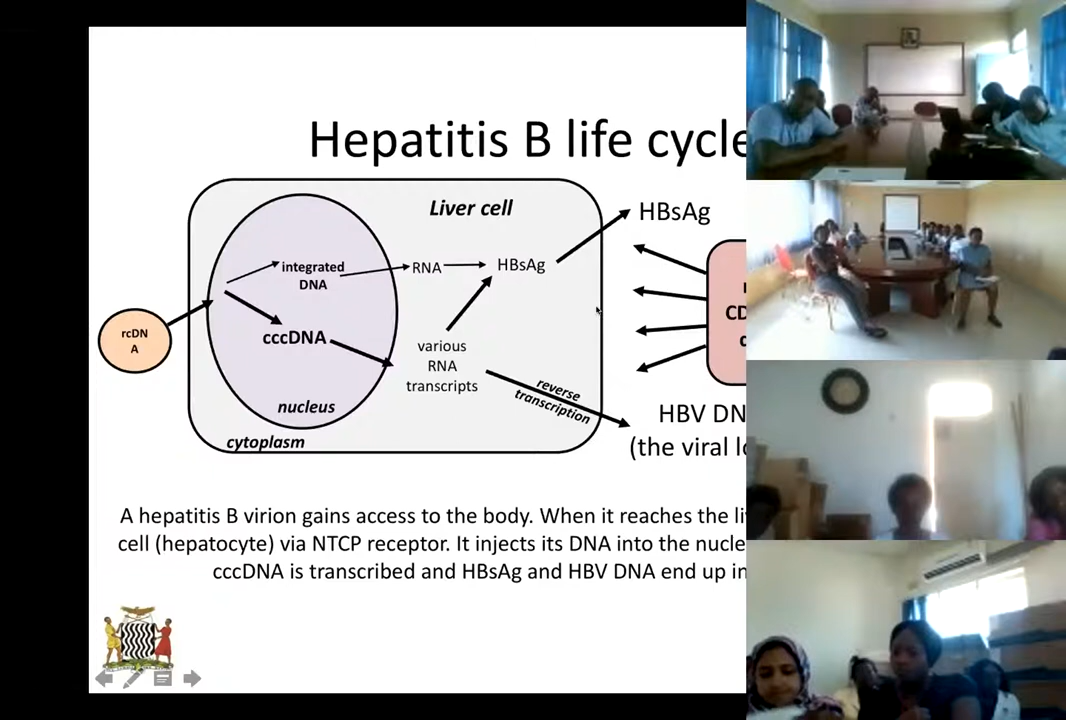 Hepatitis B life cycle
Liver cell
HBsAg
integrated
DNA
RNA
HBsAg
rcDN
A
cccDNA
various
RNA
transcripts
reverse
transcription
nucleus
cytoplasm
CD
HBV DN
(the viral
A hepatitis B virion gains access to the body. When it reaches the
cell (hepatocyte) via NTCP receptor. It injects its DNA into the nucle
cccDNA is transcribed and HBsAg and HBV DNA end up in